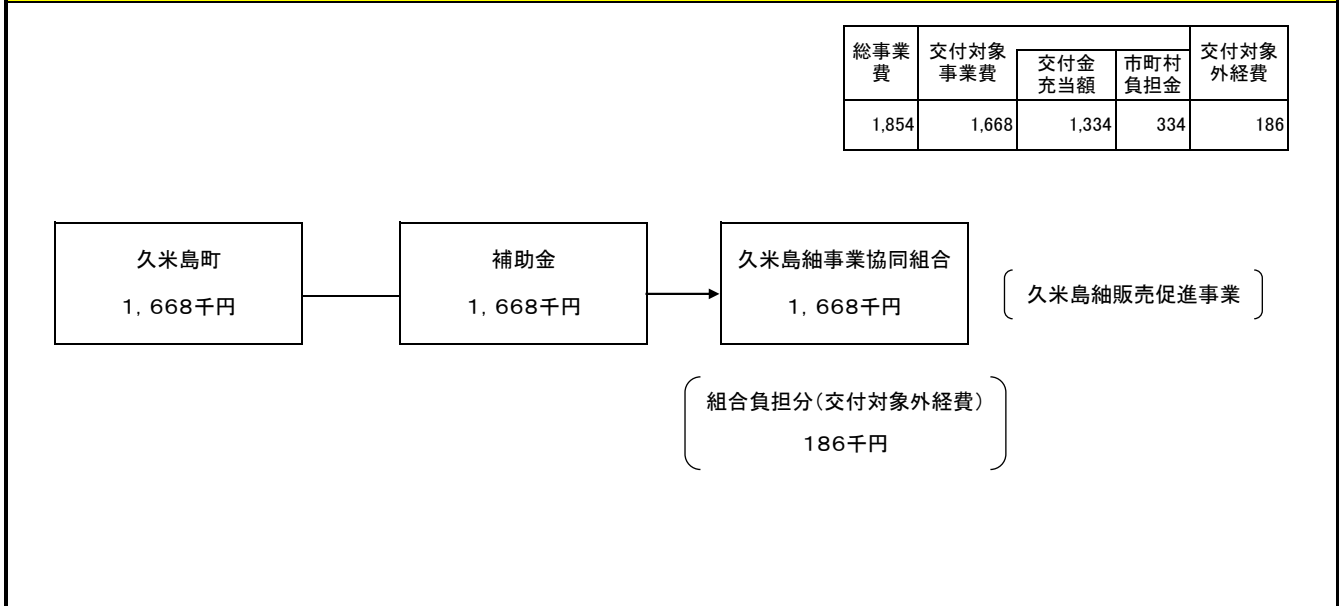 総事業
費
交付対象
事業費
交付金
充当額
市町村
負担金
交付対象
外経費
1,854
1,668
1,334
334
186
久米島町
1,668千円
補助金
1,668千円
久米島紬事業協同組合
1,668千円
久米島紬販売促進事業
組合負担分(交付対象外経費)
186千円